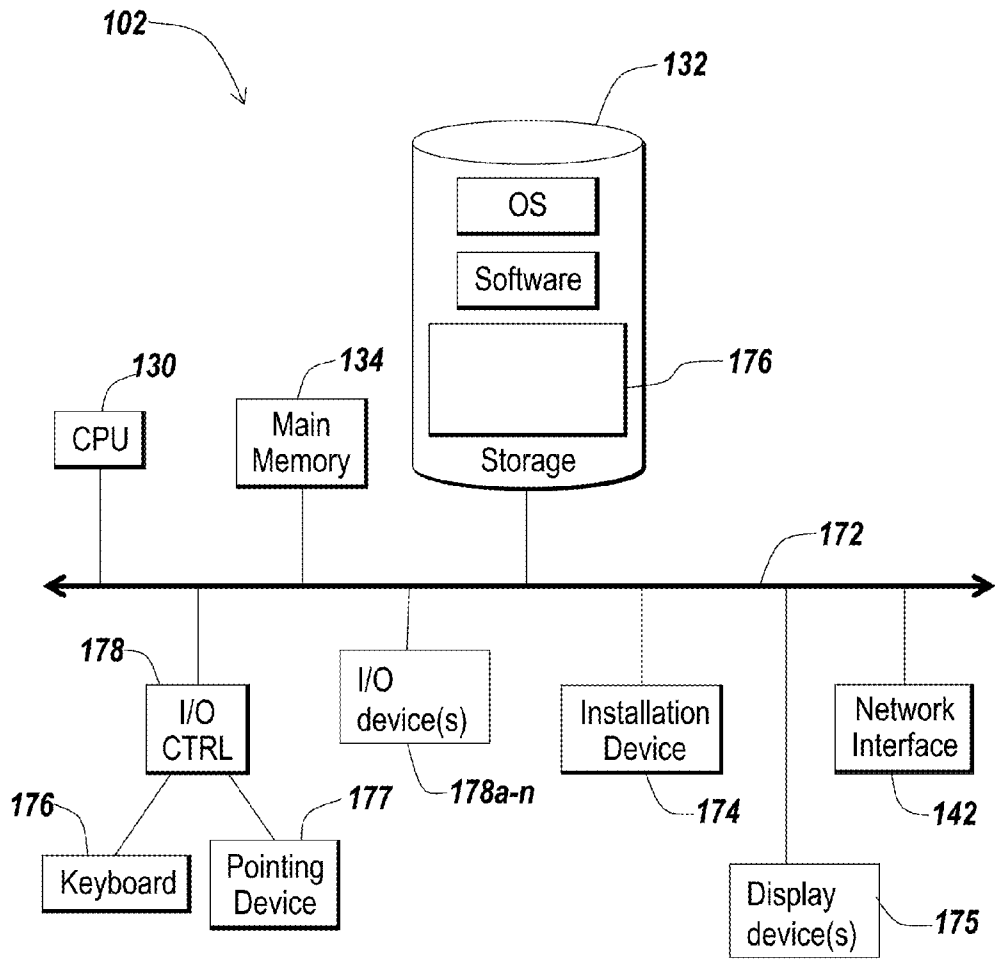 102
132
OS
Software
176
Storage
130
CPU
134
Main
Memory
172
178
I/O
CTRL
I/O
device(s)
178a-n
Installation
Device
174
Network
Interface
142
176
Keyboard
177
Pointing
Device
Display
device(s)
175